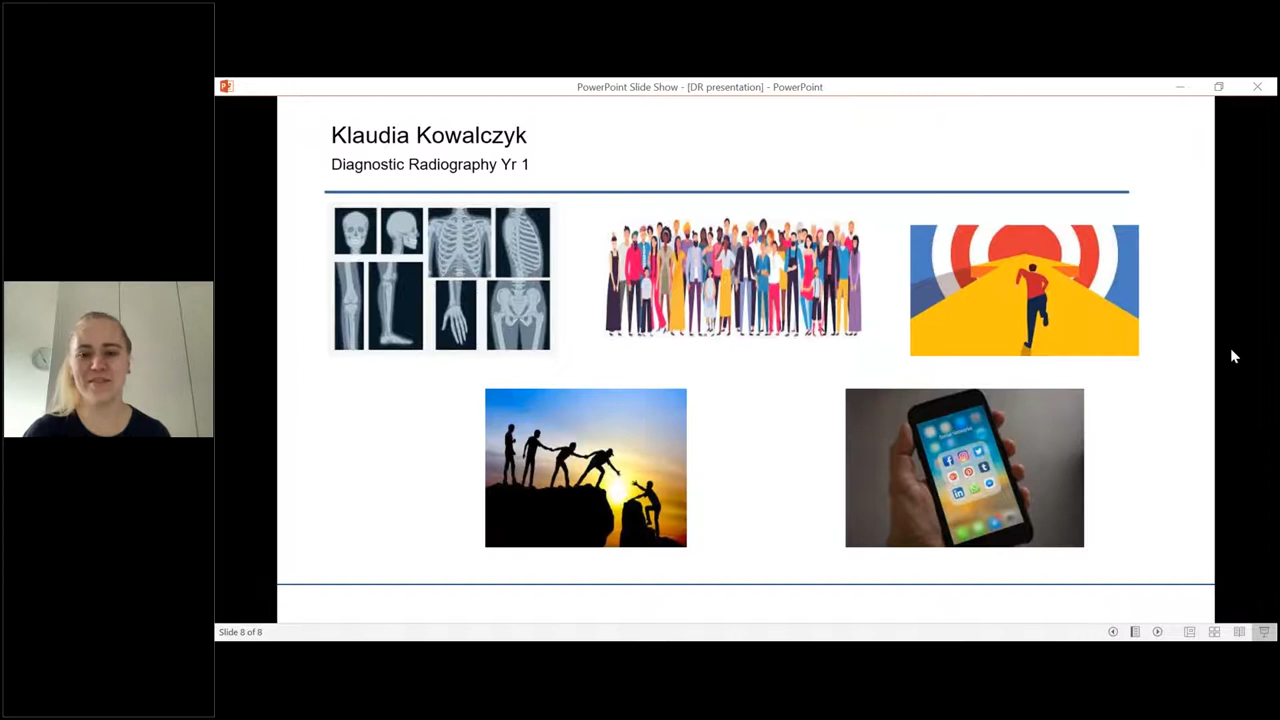 PowerPoint Slide Show - [DR presentation] - PowerPoint
Klaudia Kowalczyk
Diagnostic Radiography Yr 1
Slide 8 of 8